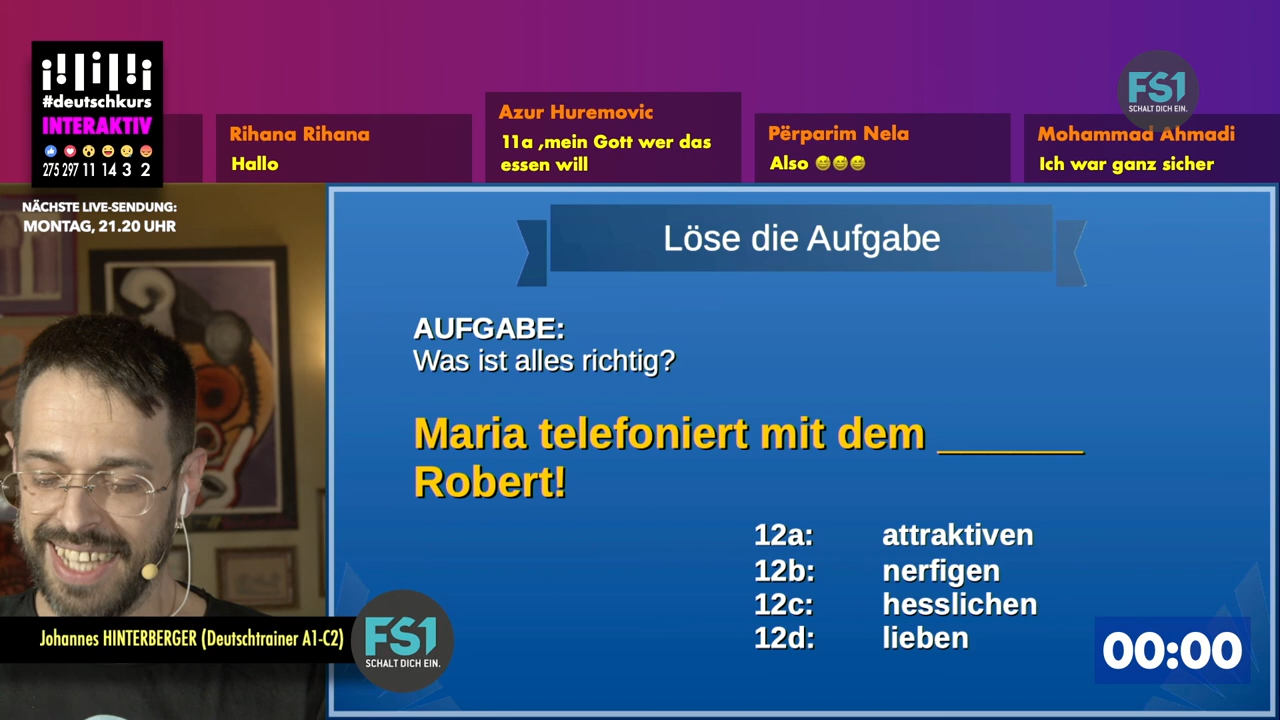 #deutschkurs
INTERAKTIV
275 297 11 14 3 2
Rihana Rihana
Hallo
Azur Huremovic
11a ,mein Gott wer das
essen will
Përparim Nela
Also 😅😅😅
Mohammad Ahmadi
Ich war ganz sicher
FS1
SCHALT DICH EIN.
NÄCHSTE LIVE-SENDUNG:
MONTAG, 21.20 UHR
Löse die Aufgabe
AUFGABE:
Was ist alles richtig?
Maria telefoniert mit dem ______
Robert!
12a: attraktiven
12b: nerfigen
12c: hesslichen
12d: lieben
Johannes HINTERBERGER (Deutschtrainer A1-C2)
FS1
SCHALT DICH EIN.
00:00